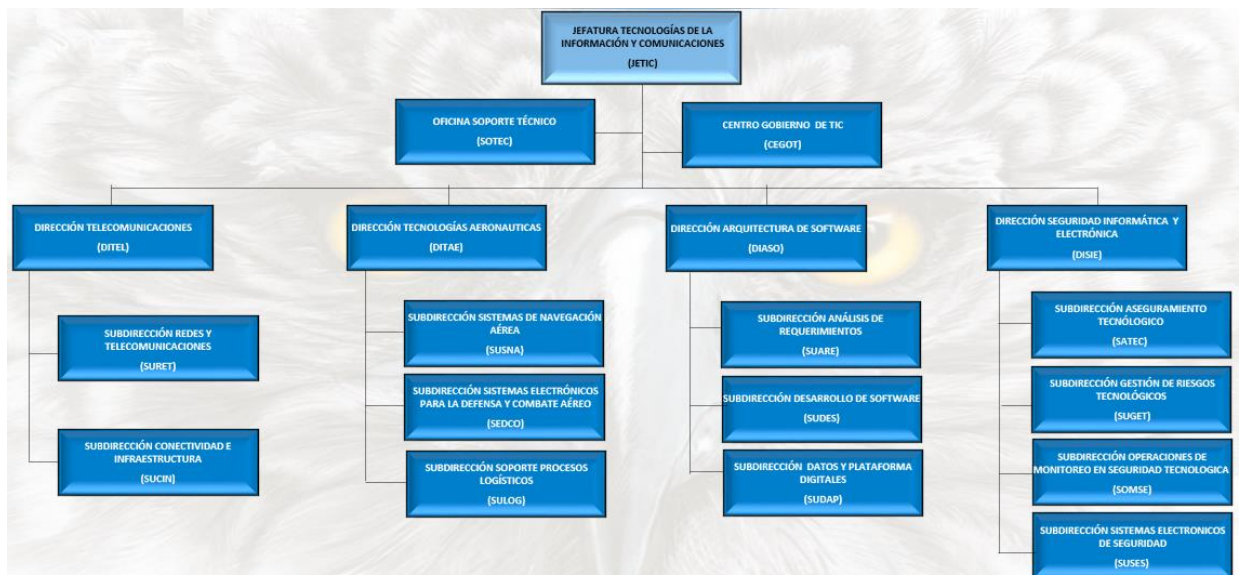 JEFATURA TECNOLOGÍAS DE LA
INFORMACIÓN Y COMUNICACIONES
(JETIC)
OFICINA SOPORTE TÉCNICO
(SOTEC)
CENTRO GOBIERNO DE TIC
(CEGOT)
DIRECCIÓN TELECOMUNICACIONES
(DITEL)
DIRECCIÓN TECNOLOGÍAS AERONAUTICAS
(DITAE)
DIRECCIÓN ARQUITECTURA DE SOFTWARE
(DIASO)
DIRECCIÓN SEGURIDAD INFORMÁTICA Y
ELECTRÓNICA
(DISIE)
SUBDIRECCIÓN REDES Y
TELECOMUNICACIONES
(SURET)
SUBDIRECCIÓN CONECTIVIDAD E
INFRAESTRUCTURA
(SUCIN)
SUBDIRECCIÓN SISTEMAS DE NAVEGACIÓN
AÉREA
(SUSNA)
SUBDIRECCIÓN SISTEMAS ELECTRÓNICOS
PARA LA DEFENSA Y COMBATE AÉREO
(SEDCO)
SUBDIRECCIÓN SOPORTE PROCESOS
LOGÍSTICOS
(SULOG)
SUBDIRECCIÓN ANÁLISIS DE
REQUERIMIENTOS
(SUARE)
SUBDIRECCIÓN DESARROLLO DE SOFTWARE
(SUDES)
SUBDIRECCIÓN DATOS Y PLATAFORMA
DIGITALES
(SUDAP)
SUBDIRECCIÓN ASEGURAMIENTO
TECNÓLOGICO
(SATEC)
SUBDIRECCIÓN GESTIÓN DE RIESGOS
TECNOLÓGICOS
(SUGET)
SUBDIRECCIÓN OPERACIONES DE
MONITOREO EN SEGURIDAD TECNOLOGICA
(SOMSE)
SUBDIRECCIÓN SISTEMAS ELECTRONICOS
DE SEGURIDAD
(SUSES)